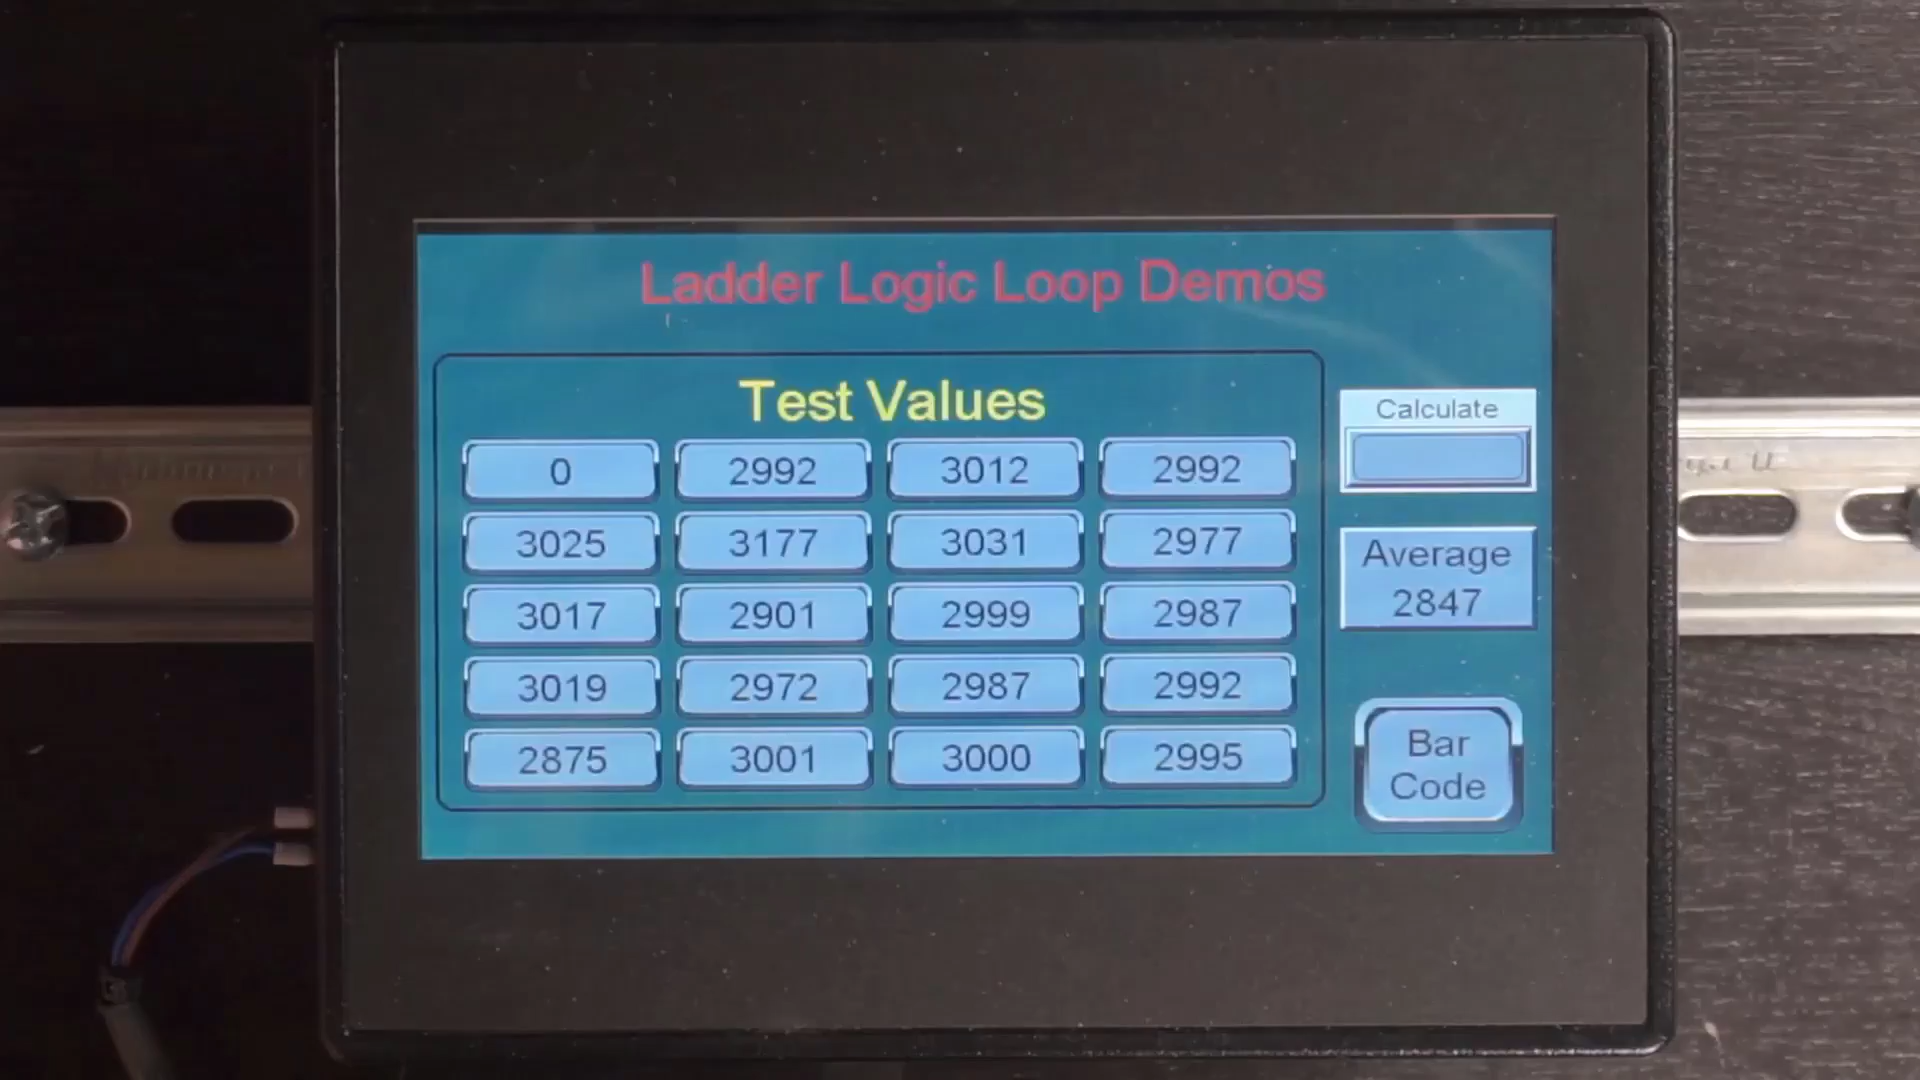 Ladder Logic Loop Demos
Test Values
0 2992 3012 2992
3025 3177 3031 2977
3017 2901 2999 2987
3019 2972 2987 2992
2875 3001 3000 2995
Calculate
Average
2847
Bar
Code